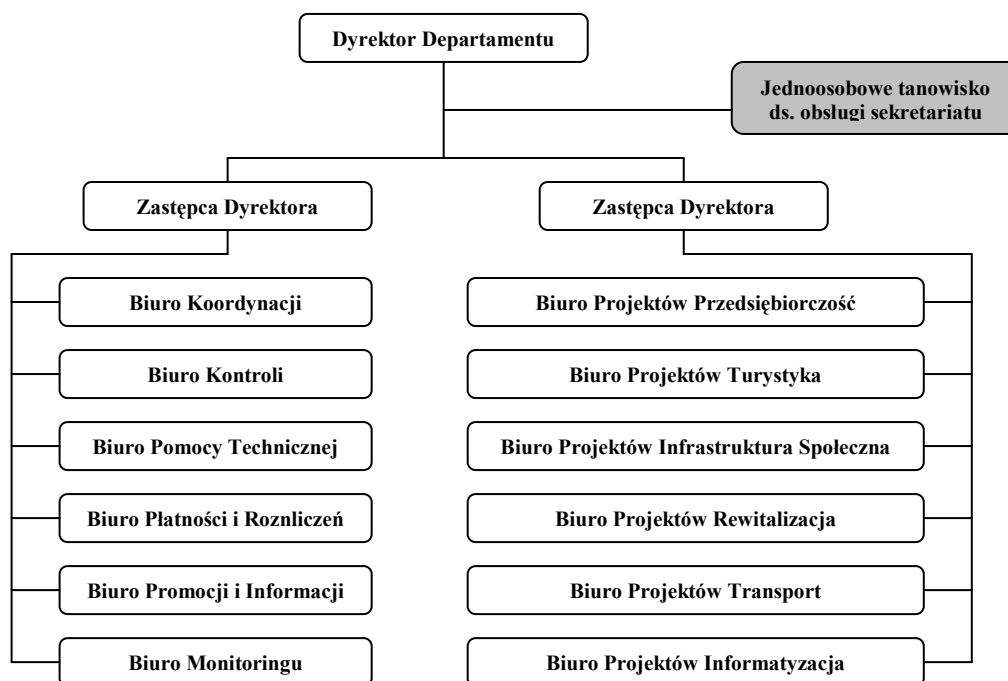 Dyrektor Departamentu
Jednoosobowe tanowisko
ds. obsługi sekretariatu
Zastępca Dyrektora
Zastępca Dyrektora
Biuro Koordynacji
Biuro Kontroli
Biuro Pomocy Technicznej
Biuro Płatności i Roznliczeń
Biuro Promocji i Informacji
Biuro Monitoringu
Biuro Projektów Przedsiębiorczość
Biuro Projektów Turystyka
Biuro Projektów Infrastruktura Społeczna
Biuro Projektów Rewitalizacja
Biuro Projektów Transport
Biuro Projektów Informatyzacja